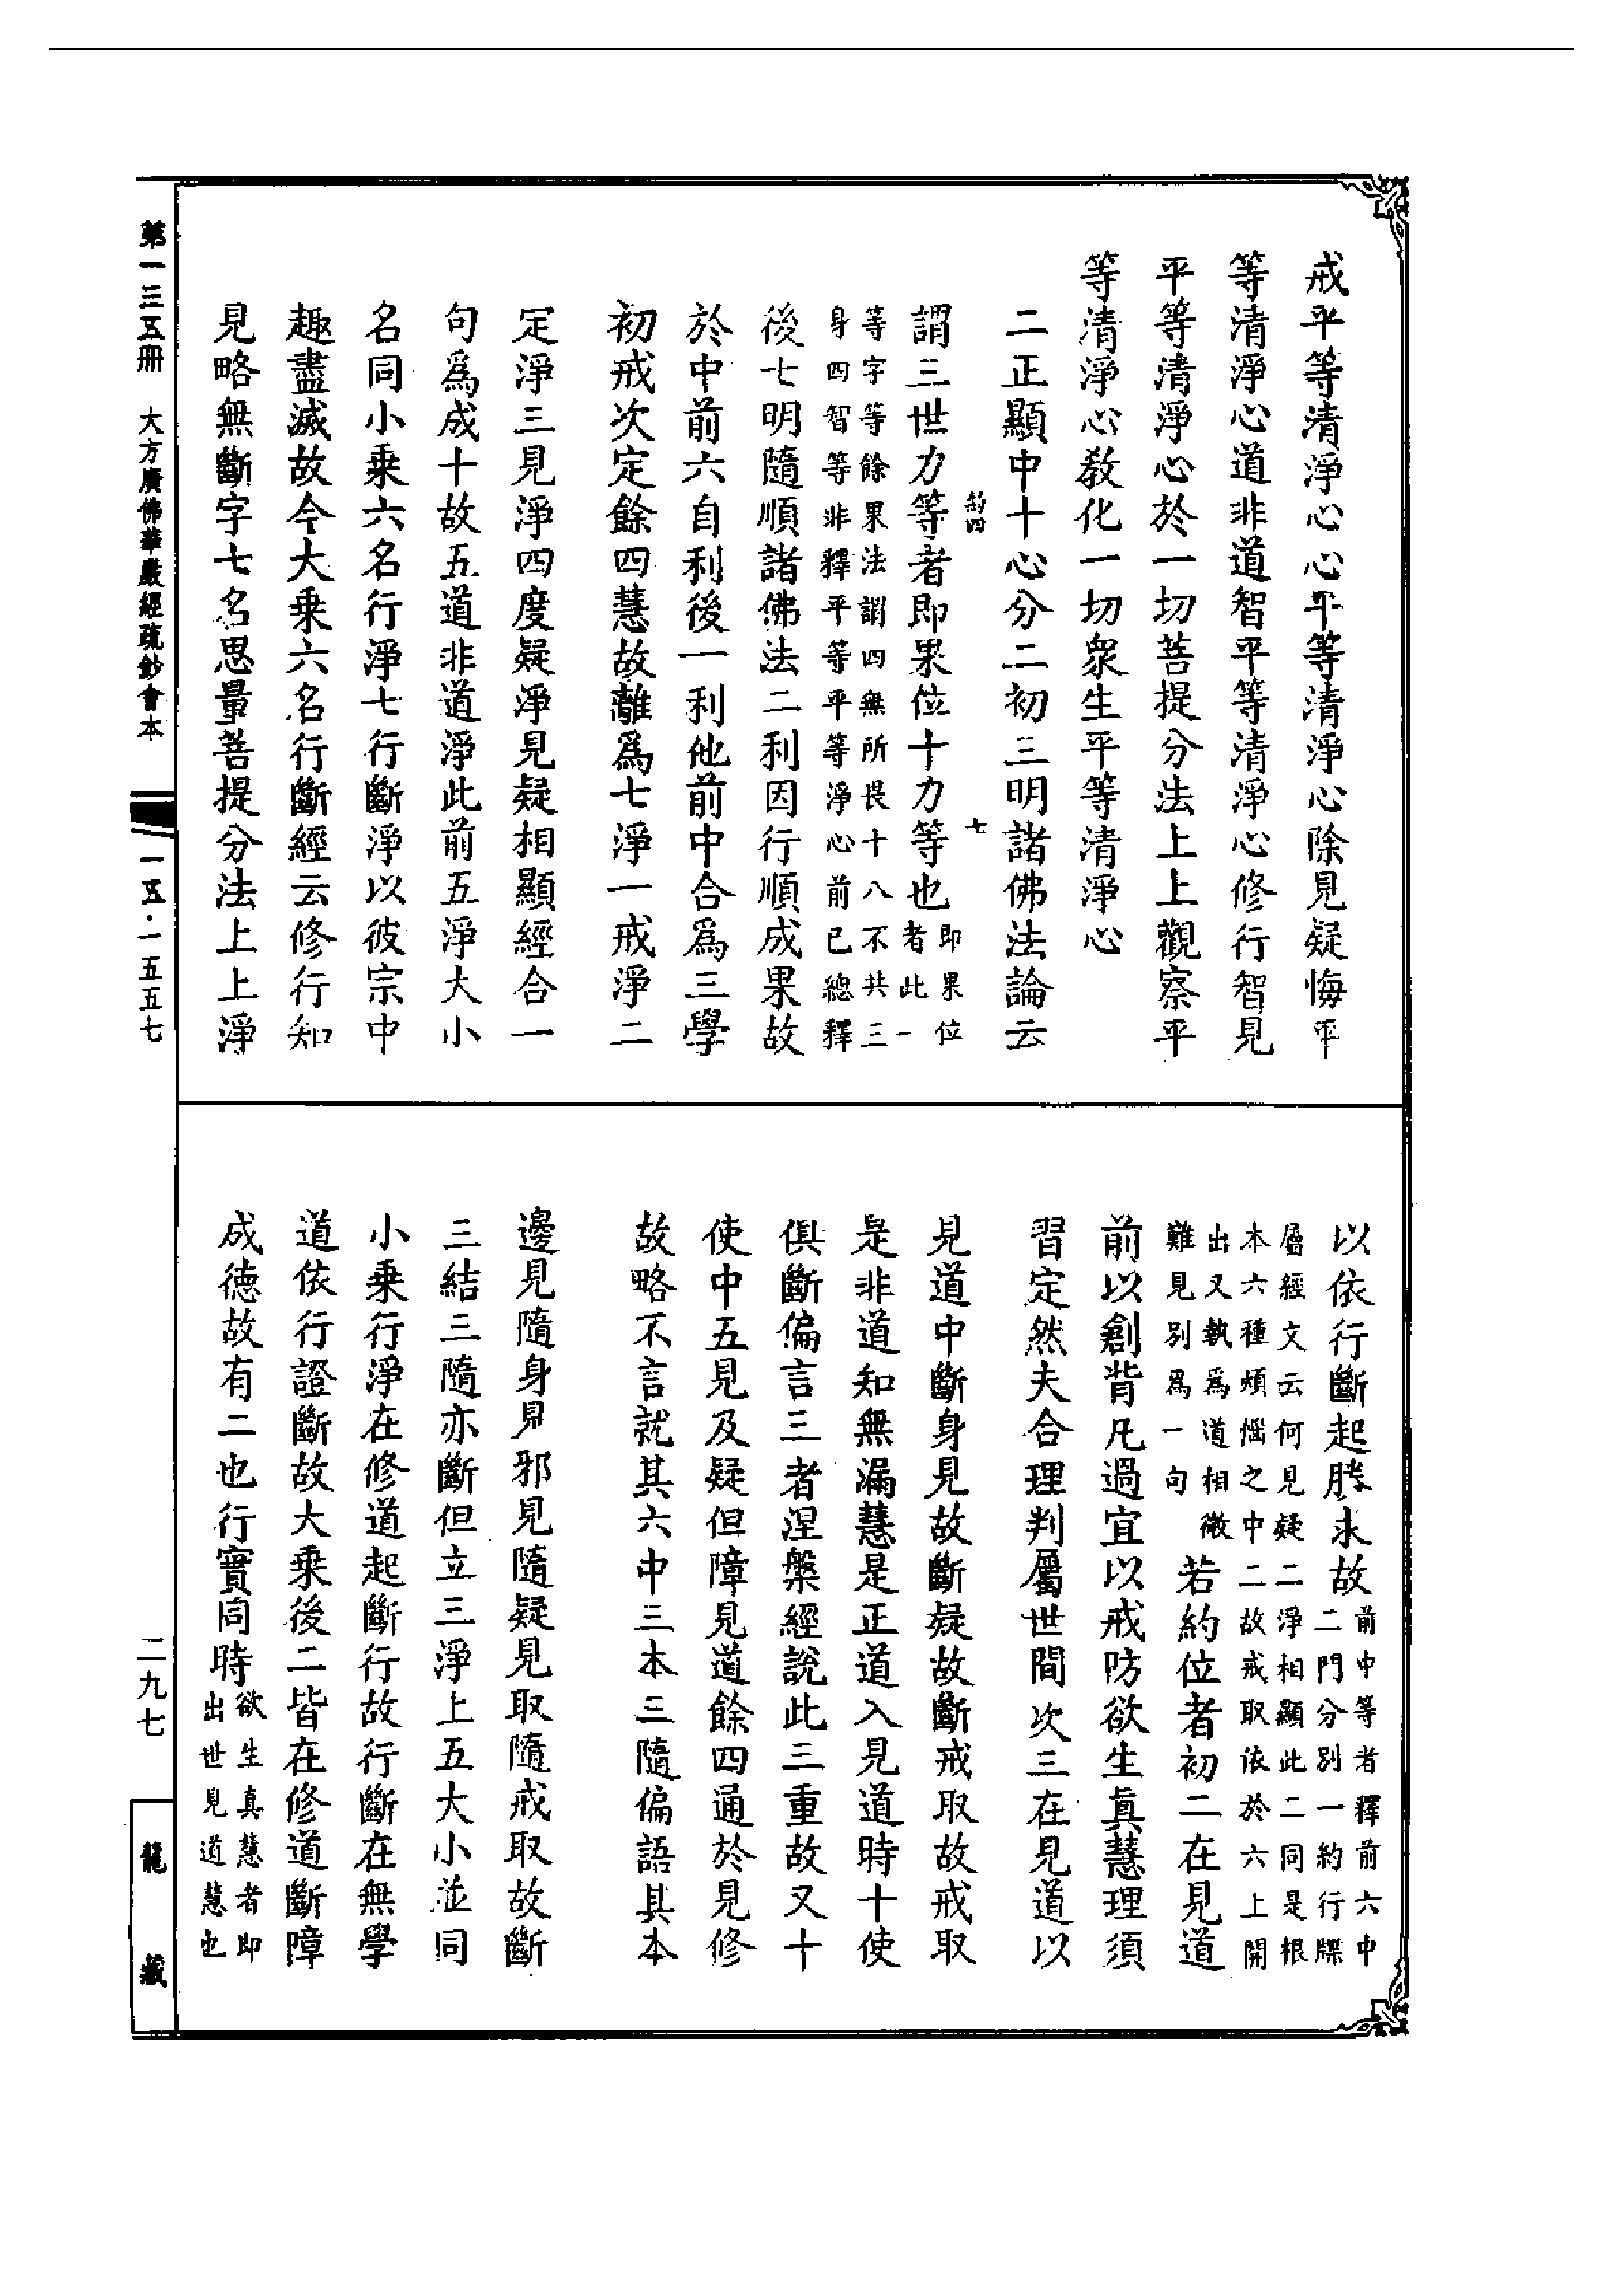 戒平等清淨心心平等清淨心除見疑悔平
等清淨心道非道智平等清淨心修行智見
平等清淨心於一切菩提分法上上觀察平
等清淨心教化一切衆生平等清淨心
二正顯中十心分二初三明諸佛法論云
韵四
七
謂三世力等者即果位十力等也即果位
者此一
等字等餘果法謂四無所畏十八不共三
身四智等非釋平等平等淨心前已總釋
後七明隨順諸佛法二利因行順成果故
於中前六自利後一利他前中合爲三學
初戒次定餘四慧故離爲七淨一戒淨二
定淨三見淨四度疑淨見疑相顯經合一
句爲成十故五道非道淨此前五淨大小
名同小乘六名行淨七行斷淨以彼宗中
趣盡滅故今大乘六名行斷經云修行知
見略無斷字七名思量菩提分法上上淨
以依行斷起勝求故前中等者釋前六中
二門分別一約行牒
屬經文云何見疑二淨相顯此二同是根
本六種煩惱之中二故戒取依於六上開
出又執爲道相微
難見別爲一句
若約位者初二在見道
前以創背凡過宜以戒防欲生眞慧理須
習定然夫合理判屬世間次三在見道以
見道中斷身見故斷疑故斷戒取故戒取
是非道知無漏慧是正道入見道時十使
俱斷偏言三者涅槃經說此三重故又十
使中五見及疑但障見道餘四通於見修
故略不言就其六中三本三隨偏語其本
邊見隨身見邪見隨疑見取隨戒取故斷
三結三隨亦斷但立三淨上五大小並同
小乘行淨在修道起斷行故行斷在無學
道依行證斷故大乘後二皆在修道斷障
成德故有二也行實同時欲生真慧者即
出世見道慧也
第一三五冊　大方廣佛華嚴經疏鈔會本
一五·一五五七
二九七
龍藏